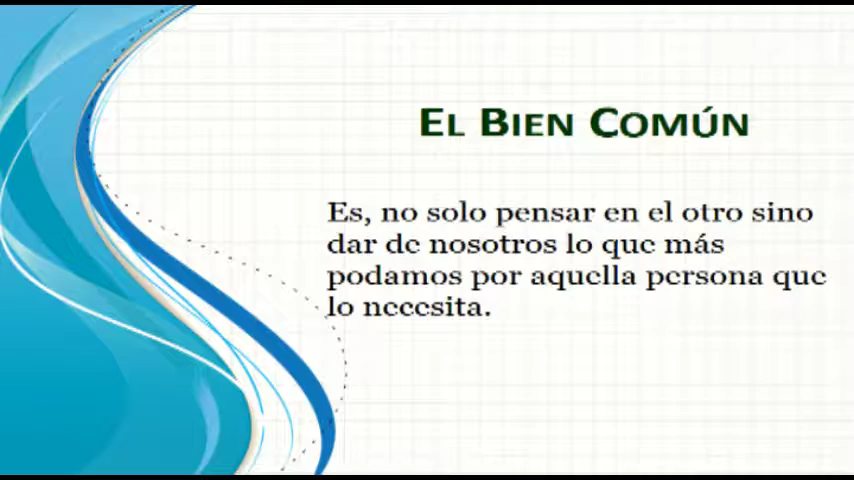 El Bien Común
Es, no solo pensar en el otro sino
dar de nosotros lo que más
podamos por aquella persona que
lo necesita.